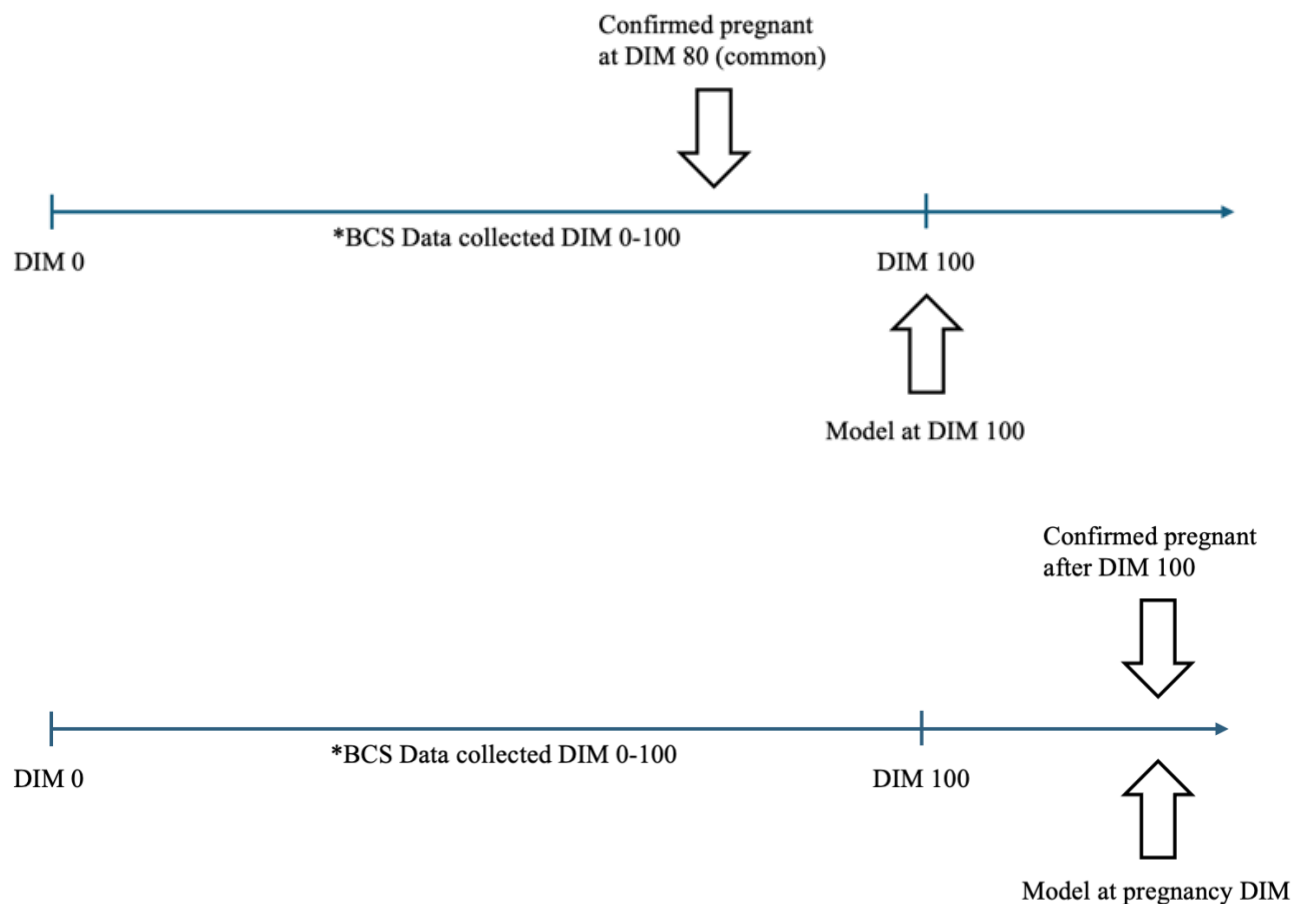 Confirmed pregnant
at DIM 80 (common)
*BCS Data collected DIM 0-100
DIM 0
DIM 100
Model at DIM 100
Confirmed pregnant
after DIM 100
*BCS Data collected DIM 0-100
DIM 0
DIM 100
Model at pregnancy DIM